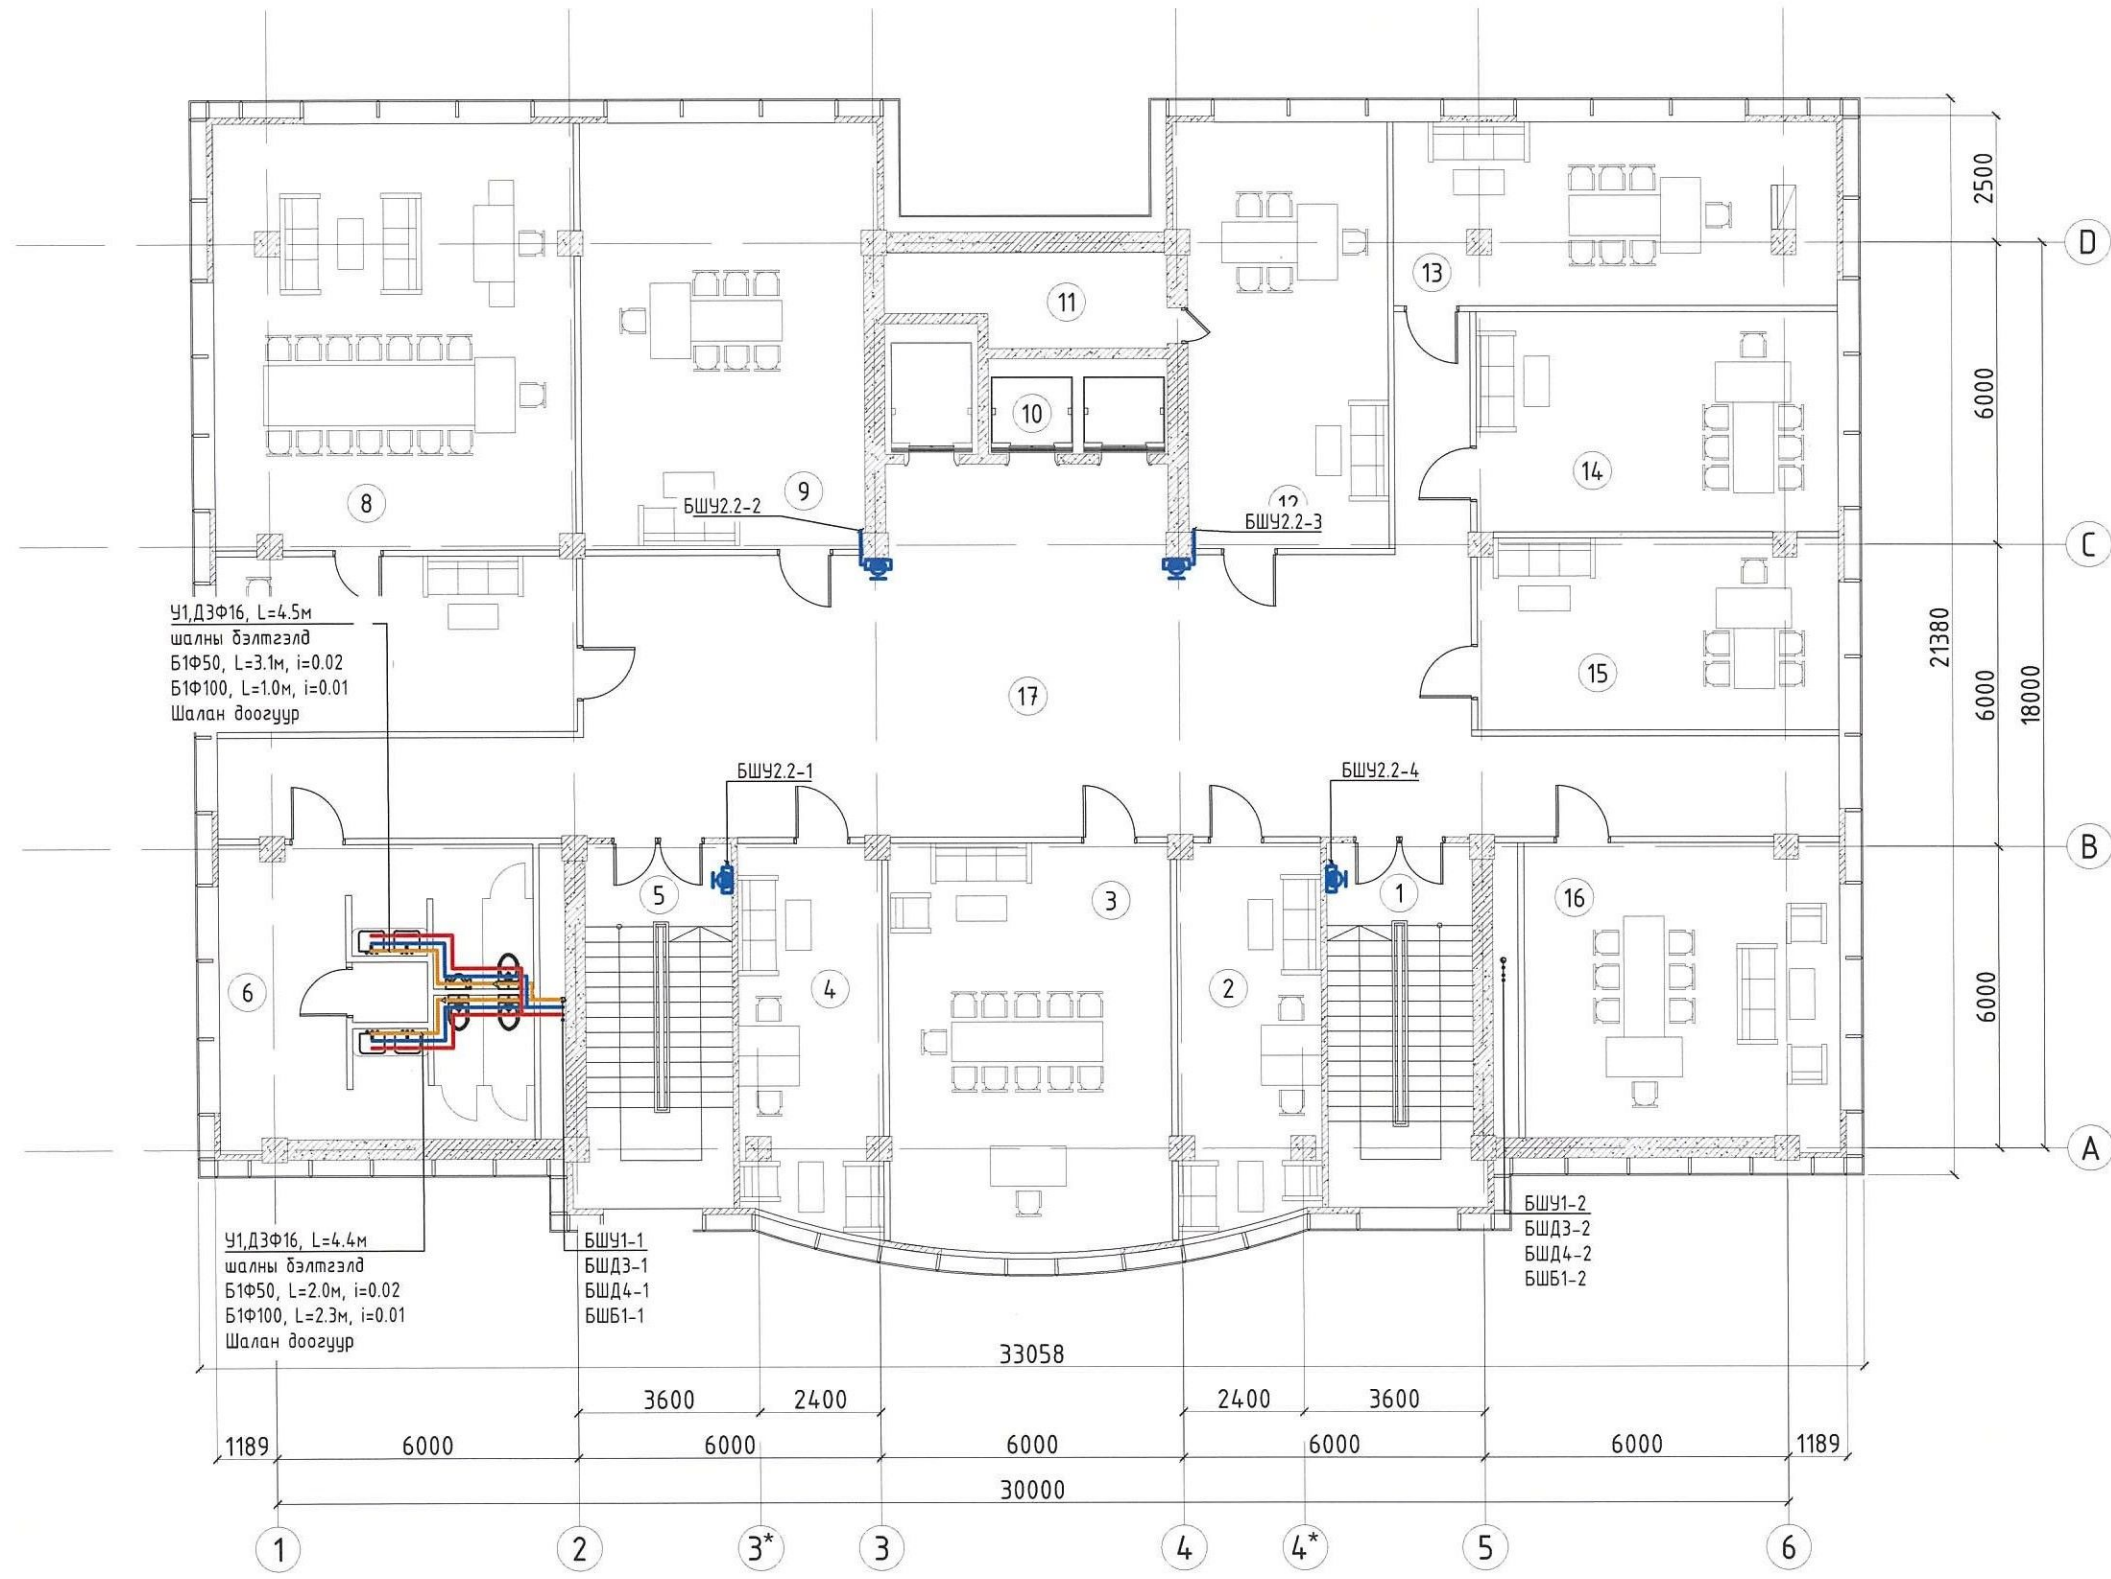 2500
D
13
11
6000
10
14
9
8
12
БШУ2.2-2
БШУ2.2-3
C
У1,ДЗФ16, L=4.5м
шалны бэлтгэлд
Б1Ф50, L=3.1м, i=0.02
Б1Ф100, L=1.0м, i=0.01
Шалан доогуур
21380
15
17
6000
18000
БШУ2.2-1
БШУ2.2-4
B
5
1
3
16
6
4
2
6000
A
У1,ДЗФ16, L=4.4м
шалны бэлтгэлд
Б1Ф50, L=2.0м, i=0.02
Б1Ф100, L=2.3м, i=0.01
Шалан доогуур
БШУ1-1
БШДЗ-1
БШД4-1
БШБ1-1
БШУ1-2
БШДЗ-2
БШД4-2
БШБ1-2
33058
3600 2400 2400 3600
1189 6000 6000 6000 6000 6000 1189
30000
1 2 3* 3 4 4* 5 6